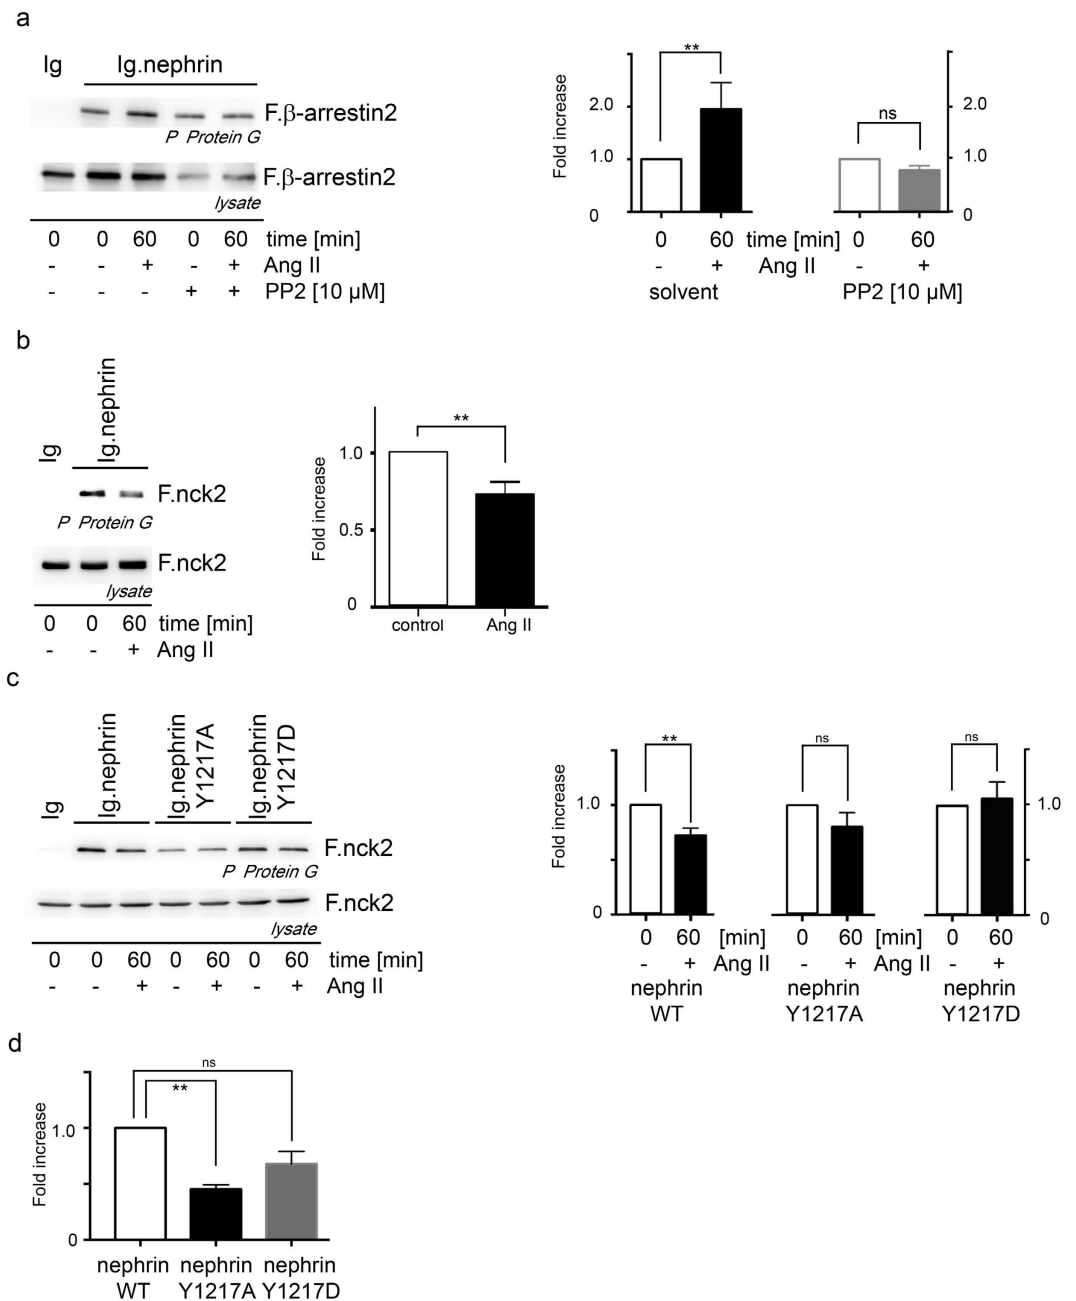 a
Ig Ig.nephrin
F.β-arrestin2
P Protein G
F.β-arrestin2
lysate
0 0 60 0 60 time [min]
- - + - + Ang II
- - - + + PP2 [10 µM]
Fold increase
2.0
1.0
0
**
0 60 time [min] 0 60
- + Ang II - +
solvent PP2 [10 µM]
ns
2.0
1.0
0
b
Ig
Ig.nephrin
F.nck2
P Protein G
F.nck2
lysate
0 0 60 time [min]
- - + Ang II
Fold increase
1.0
0.5
0
**
control Ang II
c
Ig
Ig.nephrin
Ig.nephrin
Y1217A
Ig.nephrin
Y1217D
F.nck2
P Protein G
F.nck2
lysate
0 0 60 0 60 0 60 time [min]
- - + - + - + Ang II
Fold increase
1.0
0
** ns ns
1.0
0
0 60 [min] 0 60 [min] 0 60
- + Ang II - + Ang II - +
nephrin nephrin nephrin
WT Y1217A Y1217D
d
Fold increase
1.0
0
ns
**
nephrin nephrin nephrin
WT Y1217A Y1217D